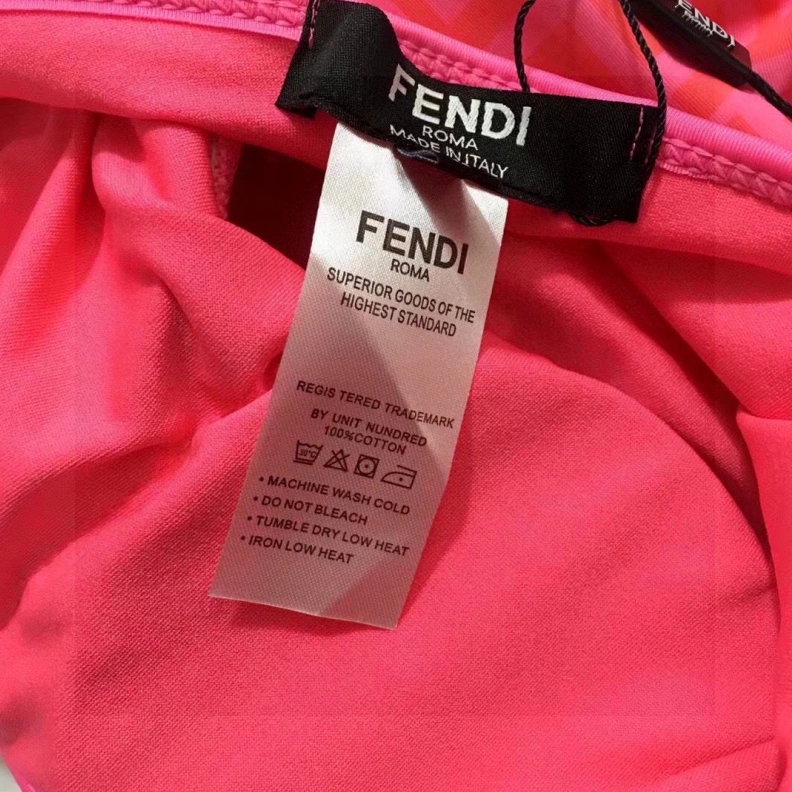 FENDI
FENDI
ROMA
MADE IN ITALY
FENDI
ROMA
SUPERIOR GOODS OF THE
HIGHEST STANDARD
REGIS TERED TRADEMARK
BY UNIT NUNDRED
100%COTTON
30°C
• MACHINE WASH COLD
• DO NOT BLEACH
• TUMBLE DRY LOW HEAT
• IRON LOW HEAT